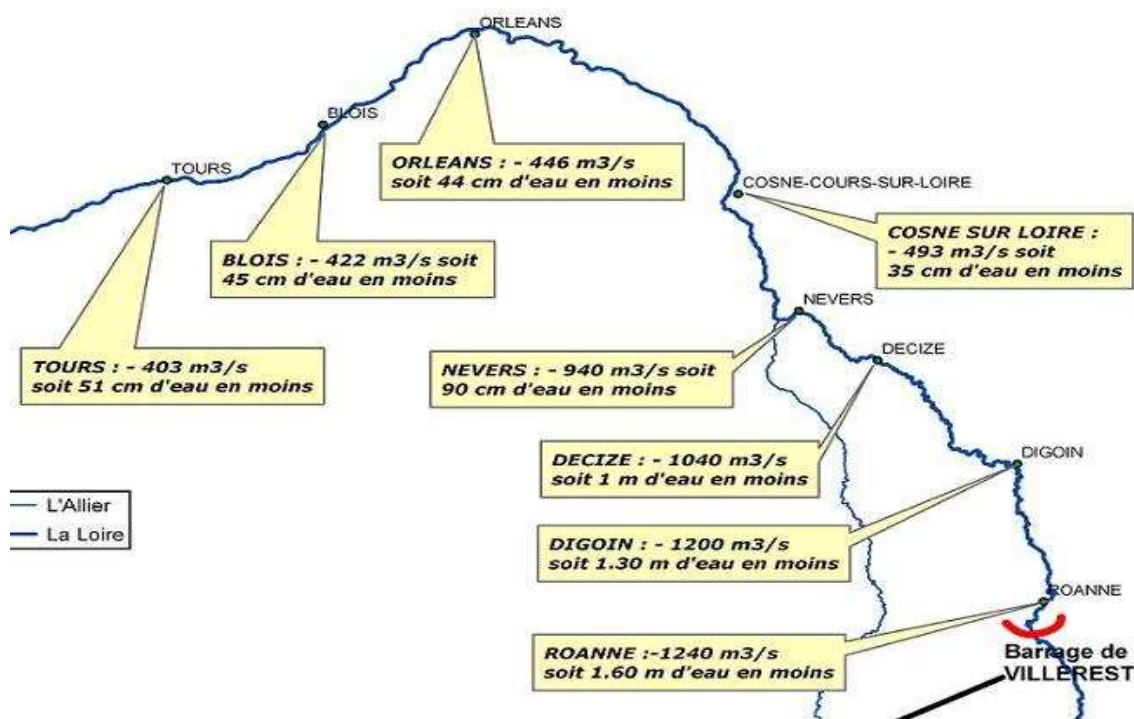 ORLEANS
BLOIS
TOURS
ORLEANS : - 446 m3/s
soit 44 cm d'eau en moins
COSNE-COURS-SUR-LOIRE
COSNE SUR LOIRE :
- 493 m3/s soit
35 cm d'eau en moins
BLOIS : - 422 m3/s soit
45 cm d'eau en moins
NEVERS
TOURS : - 403 m3/s
soit 51 cm d'eau en moins
NEVERS : - 940 m3/s soit
90 cm d'eau en moins
DECIZE
DECIZE : - 1040 m3/s
soit 1 m d'eau en moins
DIGOIN
L'Allier
La Loire
DIGOIN : - 1200 m3/s
soit 1.30 m d'eau en moins
ROANNE
ROANNE :-1240 m3/s
soit 1.60 m d'eau en moins
Barrage de
VILLEREST